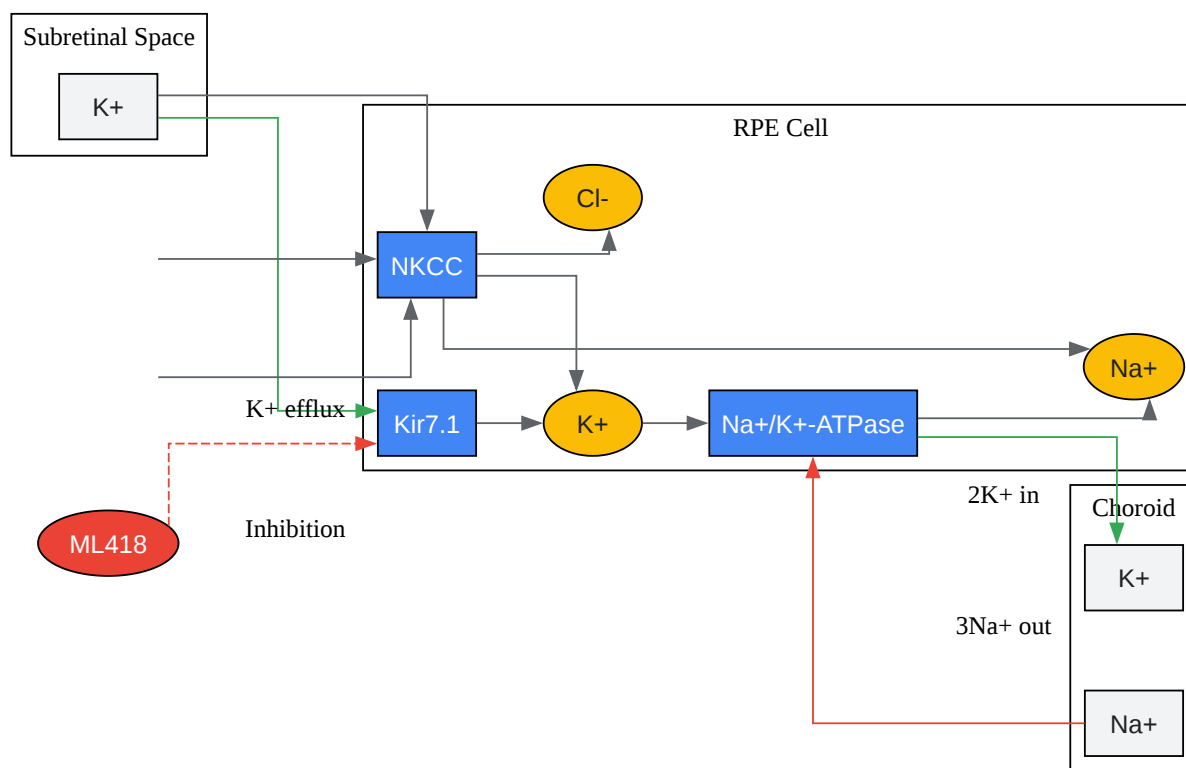 Subretinal Space
K+
RPE Cell
Cl-
NKCC
Na+
K+ efflux
Kir7.1
K+
Na+/K+-ATPase
2K+ in
Choroid
Inhibition
ML418
K+
3Na+ out
Na+